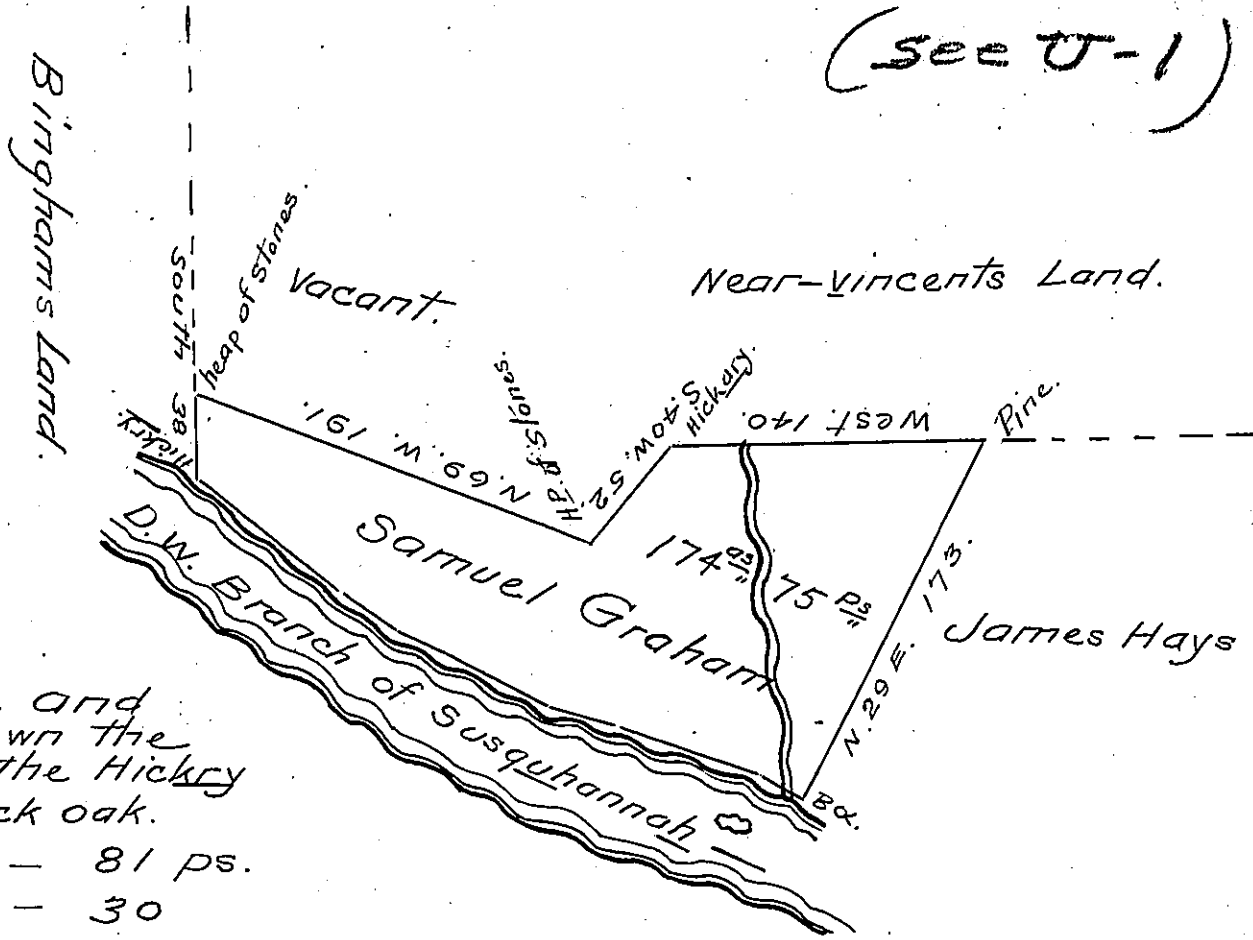 (see U-1)
Binghams Land.
South 38
heap of stones.
Vacant.
Near-vincents Land.
Hickry.
N. 69. W. 191.
H.P. of Stones.
S. 40 W. 52.
Hickary.
West. 140.
Pine.
Samuel Graham
174 as 75 ps
N. 29 E. 173.
James Hays
D. W. Branch of Susquhannah
B α.
and
wn the
the Hickry
ck oak.
— 81 ps.
— 30